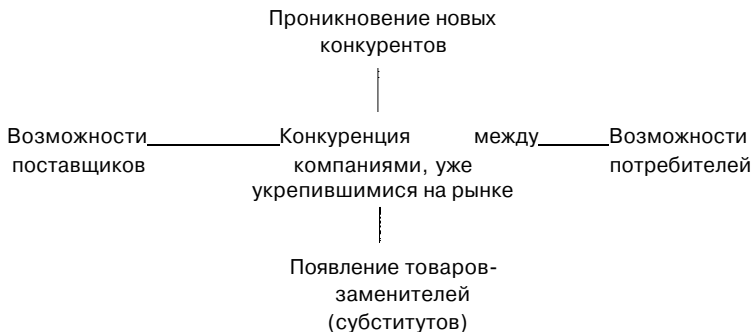 Проникновение новых
конкурентов
Возможности Конкуренция между Возможности
поставщиков компаниями, уже потребителей
укрепившимися на рынке
Появление товаров-
заменителей
(субститутов)